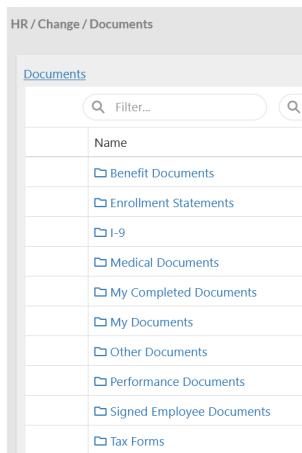 HR / Change / Documents
Documents
Filter...
Name
Benefit Documents
Enrollment Statements
I-9
Medical Documents
My Completed Documents
My Documents
Other Documents
Performance Documents
Signed Employee Documents
Tax Forms